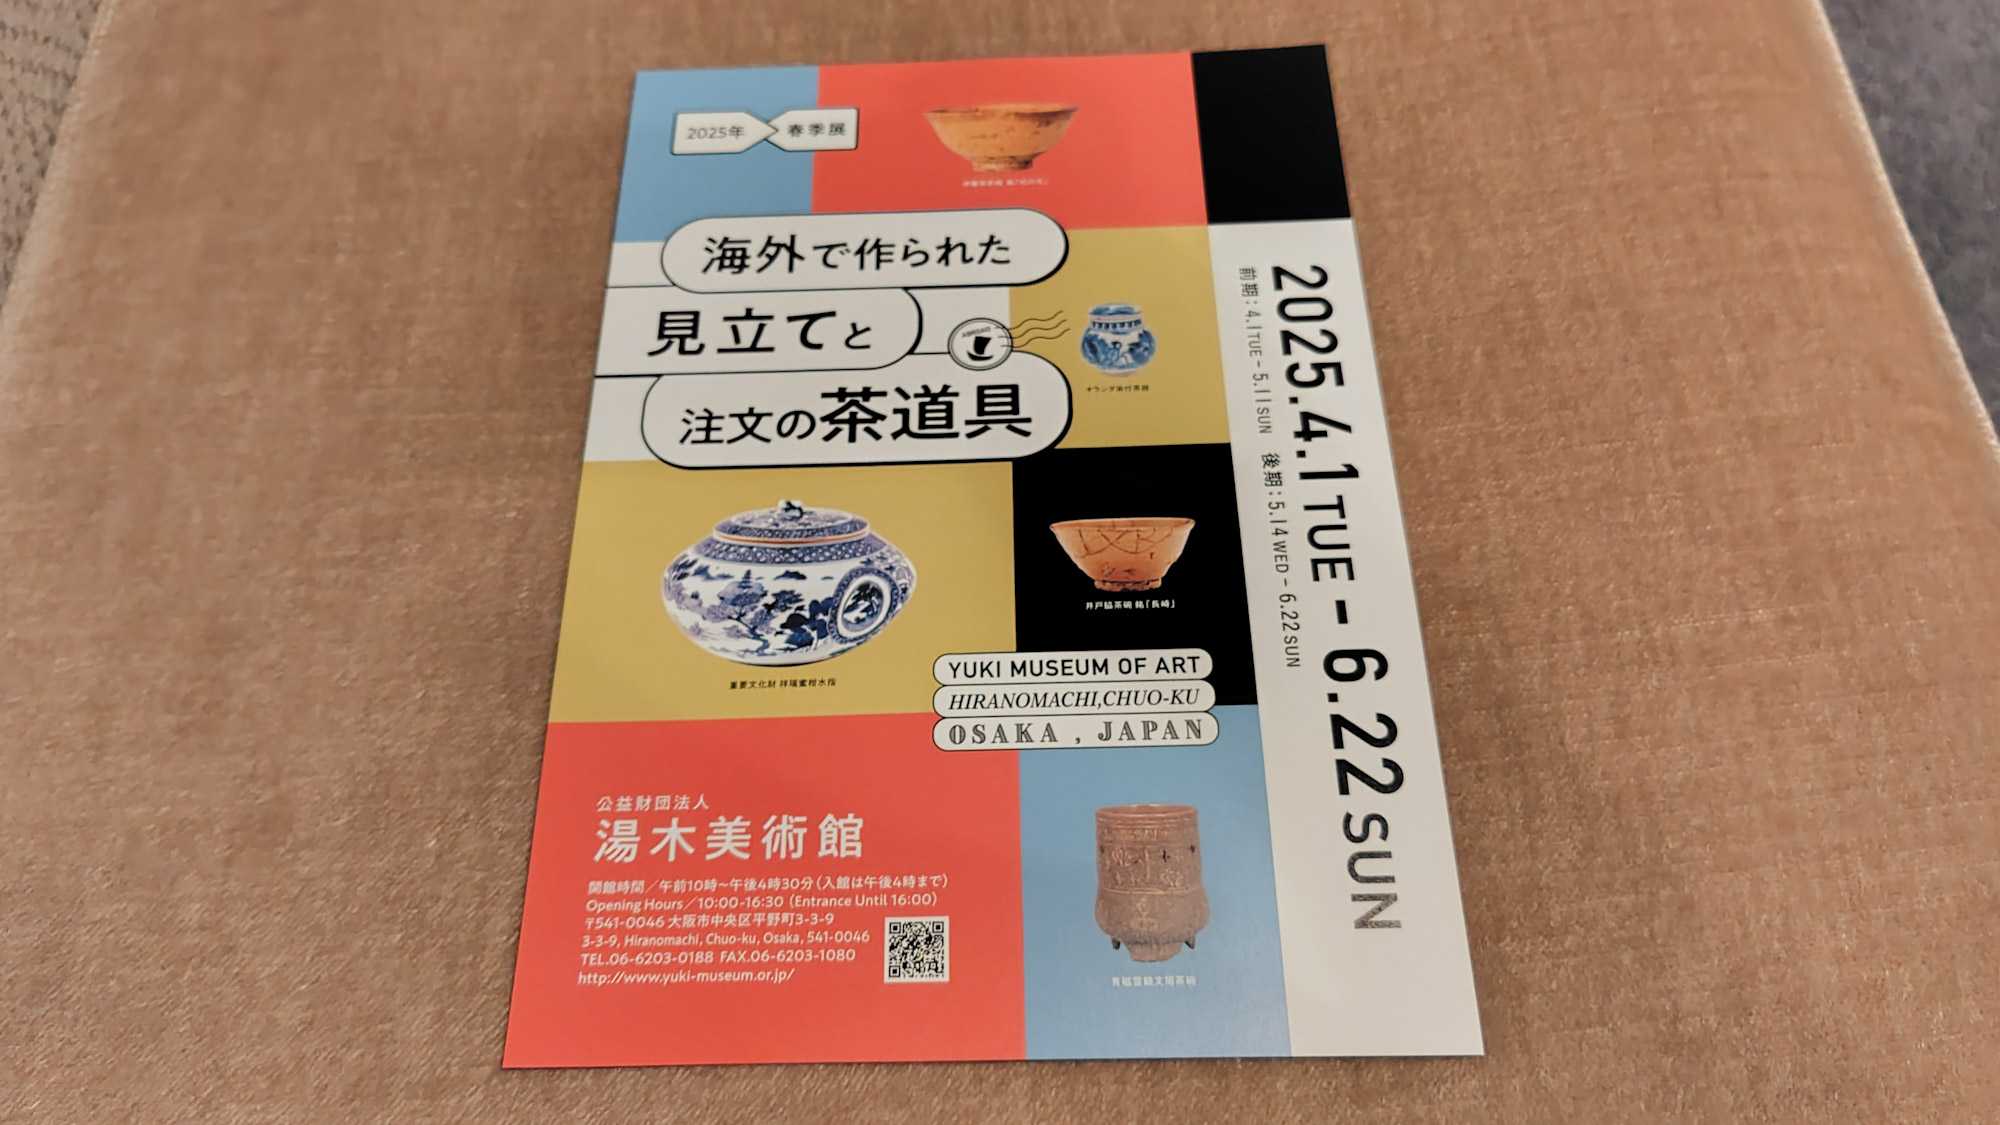 2025年 春季展
海外で作られた
見立てと
注文の茶道具
オランダ染付茶器
重要文化財 祥瑞蜜柑水指
井戸脇茶碗 銘「長崎」
YUKI MUSEUM OF ART
HIRANOMACHI,CHUO-KU
OSAKA , JAPAN
2025.4.1 TUE – 6.22 SUN
前期：4.1 TUE – 5.11 SUN 後期：5.14 WED – 6.22 SUN
公益財団法人
湯木美術館
開館時間／午前10時〜午後4時30分（入館は午後4時まで）
Opening Hours／10:00-16:30（Entrance Until 16:00）
〒541-0046 大阪市中央区平野町3-3-9
3-3-9, Hiranomachi, Chuo-ku, Osaka, 541-0046
TEL.06-6203-0188 FAX.06-6203-1080
http://www.yuki-museum.or.jp/